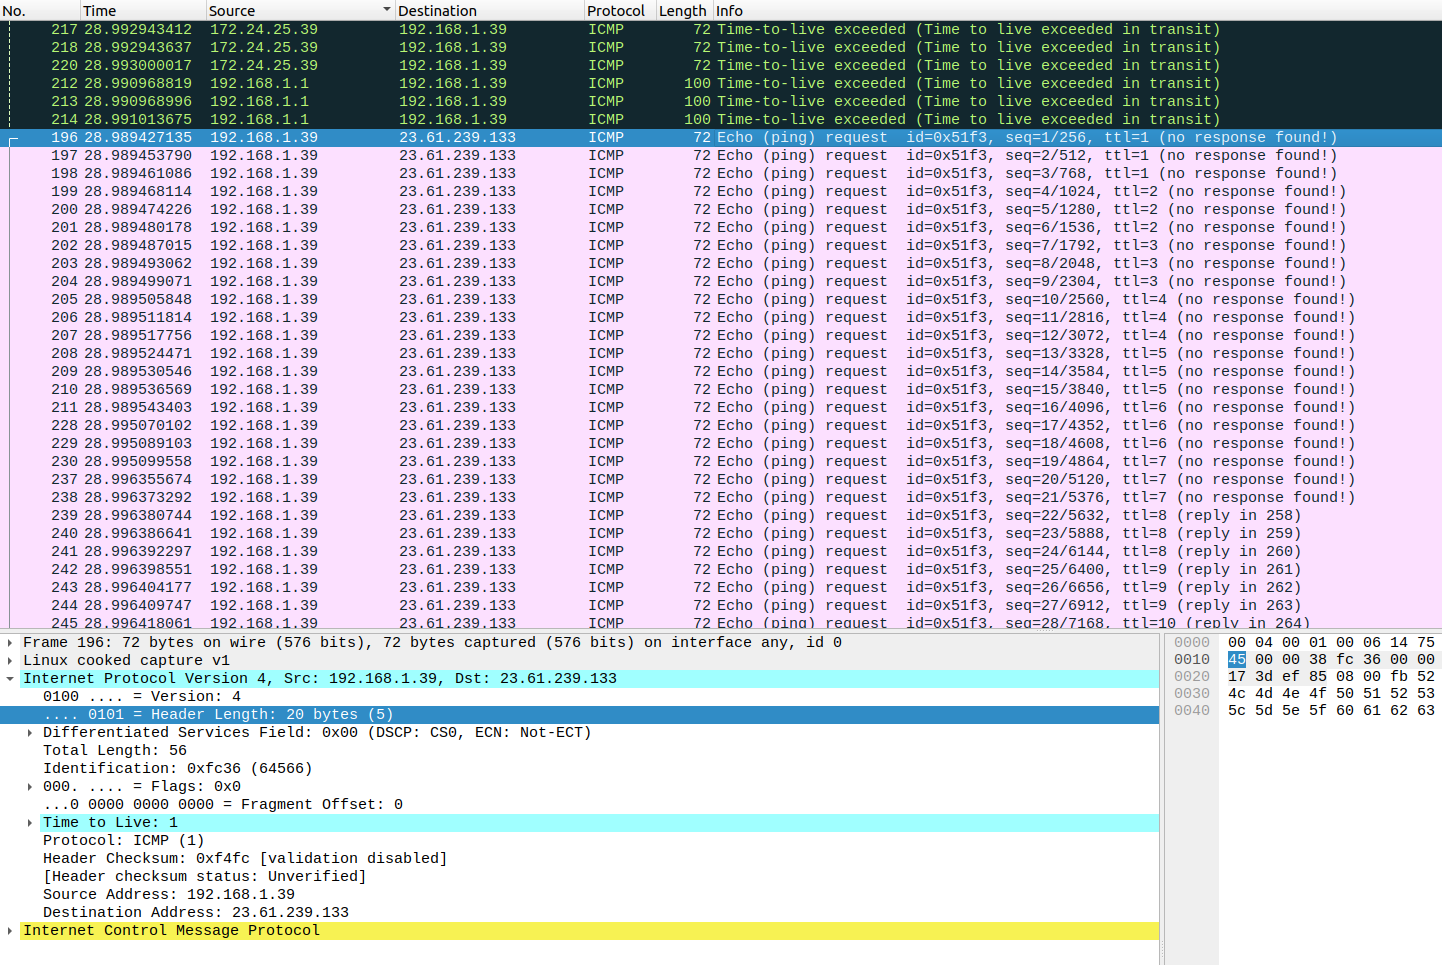 No. Time Source Destination Protocol Length Info
217 28.992943412 172.24.25.39 192.168.1.39 ICMP 72 Time-to-live exceeded (Time to live exceeded in transit)
218 28.992943637 172.24.25.39 192.168.1.39 ICMP 72 Time-to-live exceeded (Time to live exceeded in transit)
220 28.993000017 172.24.25.39 192.168.1.39 ICMP 72 Time-to-live exceeded (Time to live exceeded in transit)
212 28.990968819 192.168.1.1 192.168.1.39 ICMP 100 Time-to-live exceeded (Time to live exceeded in transit)
213 28.990968996 192.168.1.1 192.168.1.39 ICMP 100 Time-to-live exceeded (Time to live exceeded in transit)
214 28.991013675 192.168.1.1 192.168.1.39 ICMP 100 Time-to-live exceeded (Time to live exceeded in transit)
196 28.989427135 192.168.1.39 23.61.239.133 ICMP 72 Echo (ping) request id=0x51f3, seq=1/256, ttl=1 (no response found!)
197 28.989453790 192.168.1.39 23.61.239.133 ICMP 72 Echo (ping) request id=0x51f3, seq=2/512, ttl=1 (no response found!)
198 28.989461086 192.168.1.39 23.61.239.133 ICMP 72 Echo (ping) request id=0x51f3, seq=3/768, ttl=1 (no response found!)
199 28.989468114 192.168.1.39 23.61.239.133 ICMP 72 Echo (ping) request id=0x51f3, seq=4/1024, ttl=2 (no response found!)
200 28.989474226 192.168.1.39 23.61.239.133 ICMP 72 Echo (ping) request id=0x51f3, seq=5/1280, ttl=2 (no response found!)
201 28.989480178 192.168.1.39 23.61.239.133 ICMP 72 Echo (ping) request id=0x51f3, seq=6/1536, ttl=2 (no response found!)
202 28.989487015 192.168.1.39 23.61.239.133 ICMP 72 Echo (ping) request id=0x51f3, seq=7/1792, ttl=3 (no response found!)
203 28.989493062 192.168.1.39 23.61.239.133 ICMP 72 Echo (ping) request id=0x51f3, seq=8/2048, ttl=3 (no response found!)
204 28.989499071 192.168.1.39 23.61.239.133 ICMP 72 Echo (ping) request id=0x51f3, seq=9/2304, ttl=3 (no response found!)
205 28.989505848 192.168.1.39 23.61.239.133 ICMP 72 Echo (ping) request id=0x51f3, seq=10/2560, ttl=4 (no response found!)
206 28.989511814 192.168.1.39 23.61.239.133 ICMP 72 Echo (ping) request id=0x51f3, seq=11/2816, ttl=4 (no response found!)
207 28.989517756 192.168.1.39 23.61.239.133 ICMP 72 Echo (ping) request id=0x51f3, seq=12/3072, ttl=4 (no response found!)
208 28.989524471 192.168.1.39 23.61.239.133 ICMP 72 Echo (ping) request id=0x51f3, seq=13/3328, ttl=5 (no response found!)
209 28.989530546 192.168.1.39 23.61.239.133 ICMP 72 Echo (ping) request id=0x51f3, seq=14/3584, ttl=5 (no response found!)
210 28.989536569 192.168.1.39 23.61.239.133 ICMP 72 Echo (ping) request id=0x51f3, seq=15/3840, ttl=5 (no response found!)
211 28.989543403 192.168.1.39 23.61.239.133 ICMP 72 Echo (ping) request id=0x51f3, seq=16/4096, ttl=6 (no response found!)
228 28.995070102 192.168.1.39 23.61.239.133 ICMP 72 Echo (ping) request id=0x51f3, seq=17/4352, ttl=6 (no response found!)
229 28.995089103 192.168.1.39 23.61.239.133 ICMP 72 Echo (ping) request id=0x51f3, seq=18/4608, ttl=6 (no response found!)
230 28.995099558 192.168.1.39 23.61.239.133 ICMP 72 Echo (ping) request id=0x51f3, seq=19/4864, ttl=7 (no response found!)
237 28.996355674 192.168.1.39 23.61.239.133 ICMP 72 Echo (ping) request id=0x51f3, seq=20/5120, ttl=7 (no response found!)
238 28.996373292 192.168.1.39 23.61.239.133 ICMP 72 Echo (ping) request id=0x51f3, seq=21/5376, ttl=7 (no response found!)
239 28.996380744 192.168.1.39 23.61.239.133 ICMP 72 Echo (ping) request id=0x51f3, seq=22/5632, ttl=8 (reply in 258)
240 28.996386641 192.168.1.39 23.61.239.133 ICMP 72 Echo (ping) request id=0x51f3, seq=23/5888, ttl=8 (reply in 259)
241 28.996392297 192.168.1.39 23.61.239.133 ICMP 72 Echo (ping) request id=0x51f3, seq=24/6144, ttl=8 (reply in 260)
242 28.996398551 192.168.1.39 23.61.239.133 ICMP 72 Echo (ping) request id=0x51f3, seq=25/6400, ttl=9 (reply in 261)
243 28.996404177 192.168.1.39 23.61.239.133 ICMP 72 Echo (ping) request id=0x51f3, seq=26/6656, ttl=9 (reply in 262)
244 28.996409747 192.168.1.39 23.61.239.133 ICMP 72 Echo (ping) request id=0x51f3, seq=27/6912, ttl=9 (reply in 263)
245 28.996418061 192.168.1.39 23.61.239.133 ICMP 72 Echo (ping) request id=0x51f3, seq=28/7168, ttl=10 (reply in 264)
Frame 196: 72 bytes on wire (576 bits), 72 bytes captured (576 bits) on interface any, id 0
Linux cooked capture v1
Internet Protocol Version 4, Src: 192.168.1.39, Dst: 23.61.239.133
0100 .... = Version: 4
.... 0101 = Header Length: 20 bytes (5)
Differentiated Services Field: 0x00 (DSCP: CS0, ECN: Not-ECT)
Total Length: 56
Identification: 0xfc36 (64566)
000. .... = Flags: 0x0
...0 0000 0000 0000 = Fragment Offset: 0
Time to Live: 1
Protocol: ICMP (1)
Header Checksum: 0xf4fc [validation disabled]
[Header checksum status: Unverified]
Source Address: 192.168.1.39
Destination Address: 23.61.239.133
Internet Control Message Protocol
0000 00 04 00 01 00 06 14 75
0010 45 00 00 38 fc 36 00 00
0020 17 3d ef 85 08 00 fb 52
0030 4c 4d 4e 4f 50 51 52 53
0040 5c 5d 5e 5f 60 61 62 63